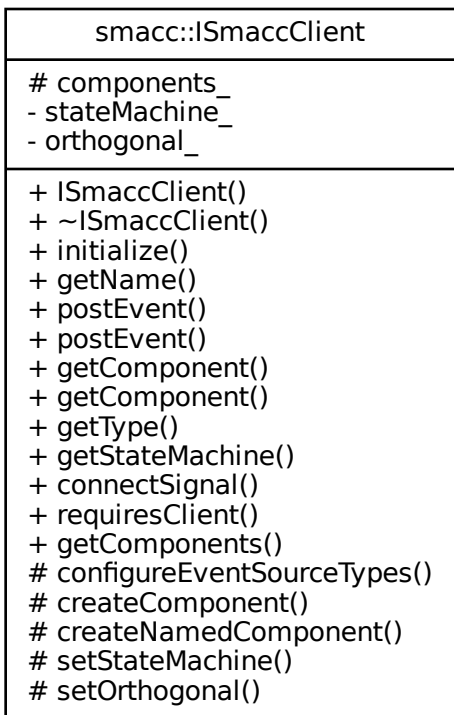 smacc::ISmaccClient
# components_
- stateMachine_
- orthogonal_
+ ISmaccClient()
+ ~ISmaccClient()
+ initialize()
+ getName()
+ postEvent()
+ postEvent()
+ getComponent()
+ getComponent()
+ getType()
+ getStateMachine()
+ connectSignal()
+ requiresClient()
+ getComponents()
# configureEventSourceTypes()
# createComponent()
# createNamedComponent()
# setStateMachine()
# setOrthogonal()